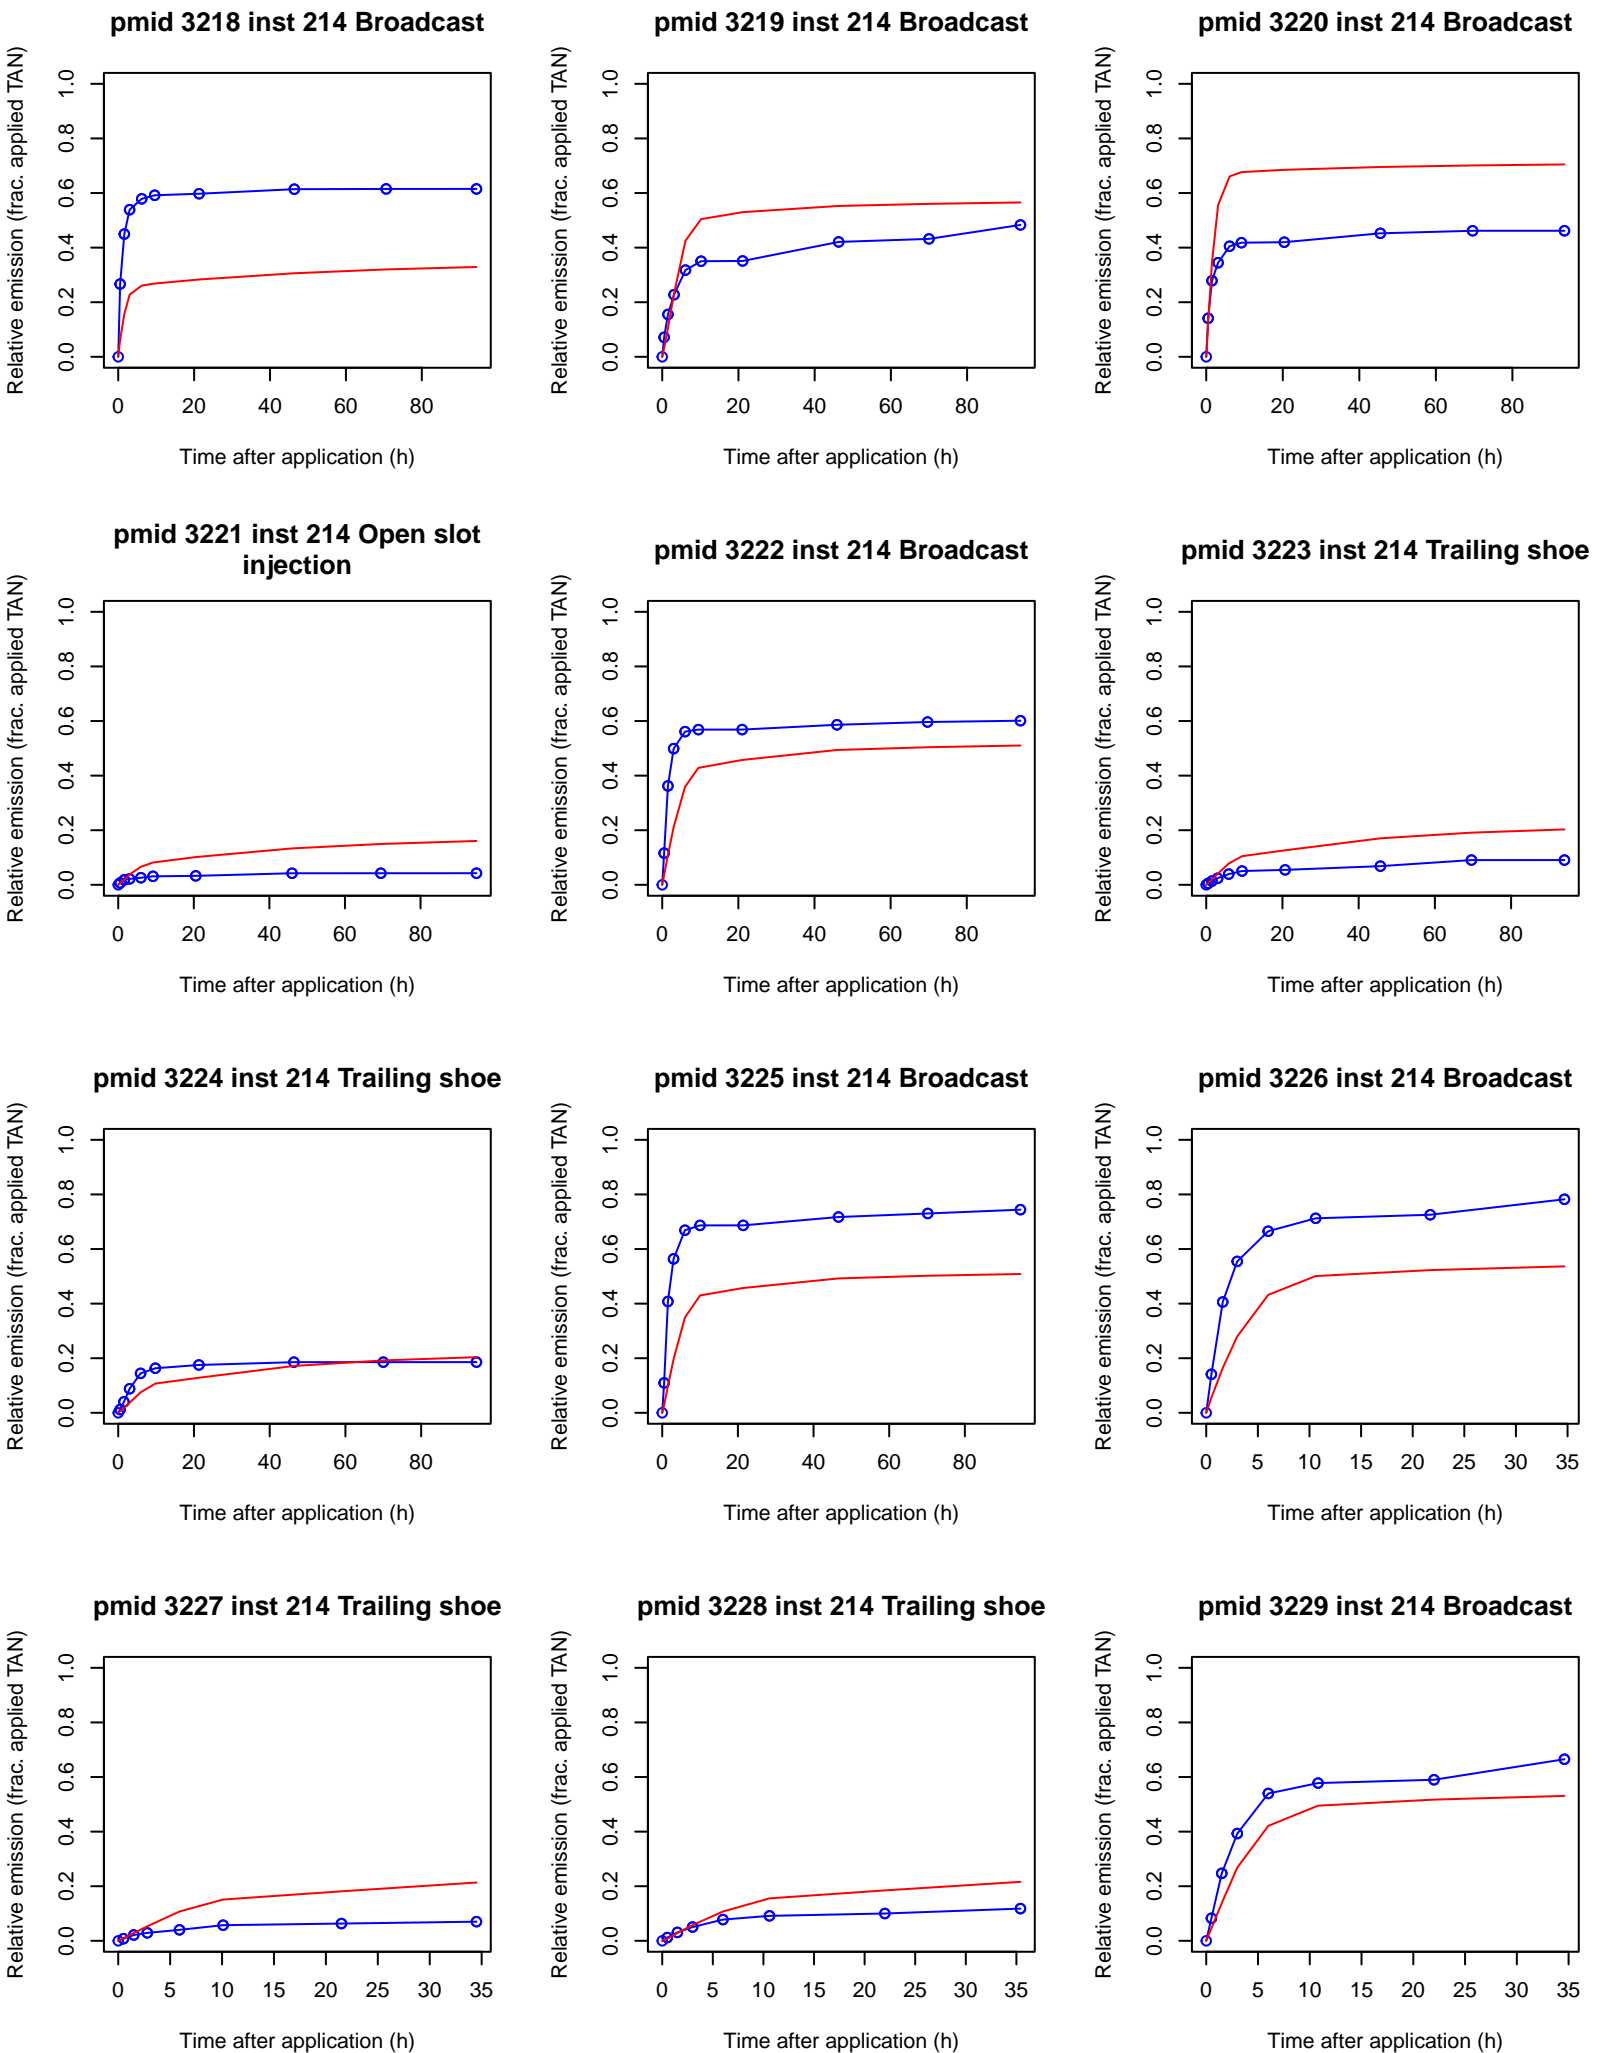 pmid 3218 inst 214 Broadcast
Relative emission (frac. applied TAN)
0.0 0.2 0.4 0.6 0.8 1.0
0 20 40 60 80
Time after application (h)
pmid 3219 inst 214 Broadcast
Relative emission (frac. applied TAN)
0.0 0.2 0.4 0.6 0.8 1.0
0 20 40 60 80
Time after application (h)
pmid 3220 inst 214 Broadcast
Relative emission (frac. applied TAN)
0.0 0.2 0.4 0.6 0.8 1.0
0 20 40 60 80
Time after application (h)
pmid 3221 inst 214 Open slot
injection
Relative emission (frac. applied TAN)
0.0 0.2 0.4 0.6 0.8 1.0
0 20 40 60 80
Time after application (h)
pmid 3222 inst 214 Broadcast
Relative emission (frac. applied TAN)
0.0 0.2 0.4 0.6 0.8 1.0
0 20 40 60 80
Time after application (h)
pmid 3223 inst 214 Trailing shoe
Relative emission (frac. applied TAN)
0.0 0.2 0.4 0.6 0.8 1.0
0 20 40 60 80
Time after application (h)
pmid 3224 inst 214 Trailing shoe
Relative emission (frac. applied TAN)
0.0 0.2 0.4 0.6 0.8 1.0
0 20 40 60 80
Time after application (h)
pmid 3225 inst 214 Broadcast
Relative emission (frac. applied TAN)
0.0 0.2 0.4 0.6 0.8 1.0
0 20 40 60 80
Time after application (h)
pmid 3226 inst 214 Broadcast
Relative emission (frac. applied TAN)
0.0 0.2 0.4 0.6 0.8 1.0
0 5 10 15 20 25 30 35
Time after application (h)
pmid 3227 inst 214 Trailing shoe
Relative emission (frac. applied TAN)
0.0 0.2 0.4 0.6 0.8 1.0
0 5 10 15 20 25 30 35
Time after application (h)
pmid 3228 inst 214 Trailing shoe
Relative emission (frac. applied TAN)
0.0 0.2 0.4 0.6 0.8 1.0
0 5 10 15 20 25 30 35
Time after application (h)
pmid 3229 inst 214 Broadcast
Relative emission (frac. applied TAN)
0.0 0.2 0.4 0.6 0.8 1.0
0 5 10 15 20 25 30 35
Time after application (h)